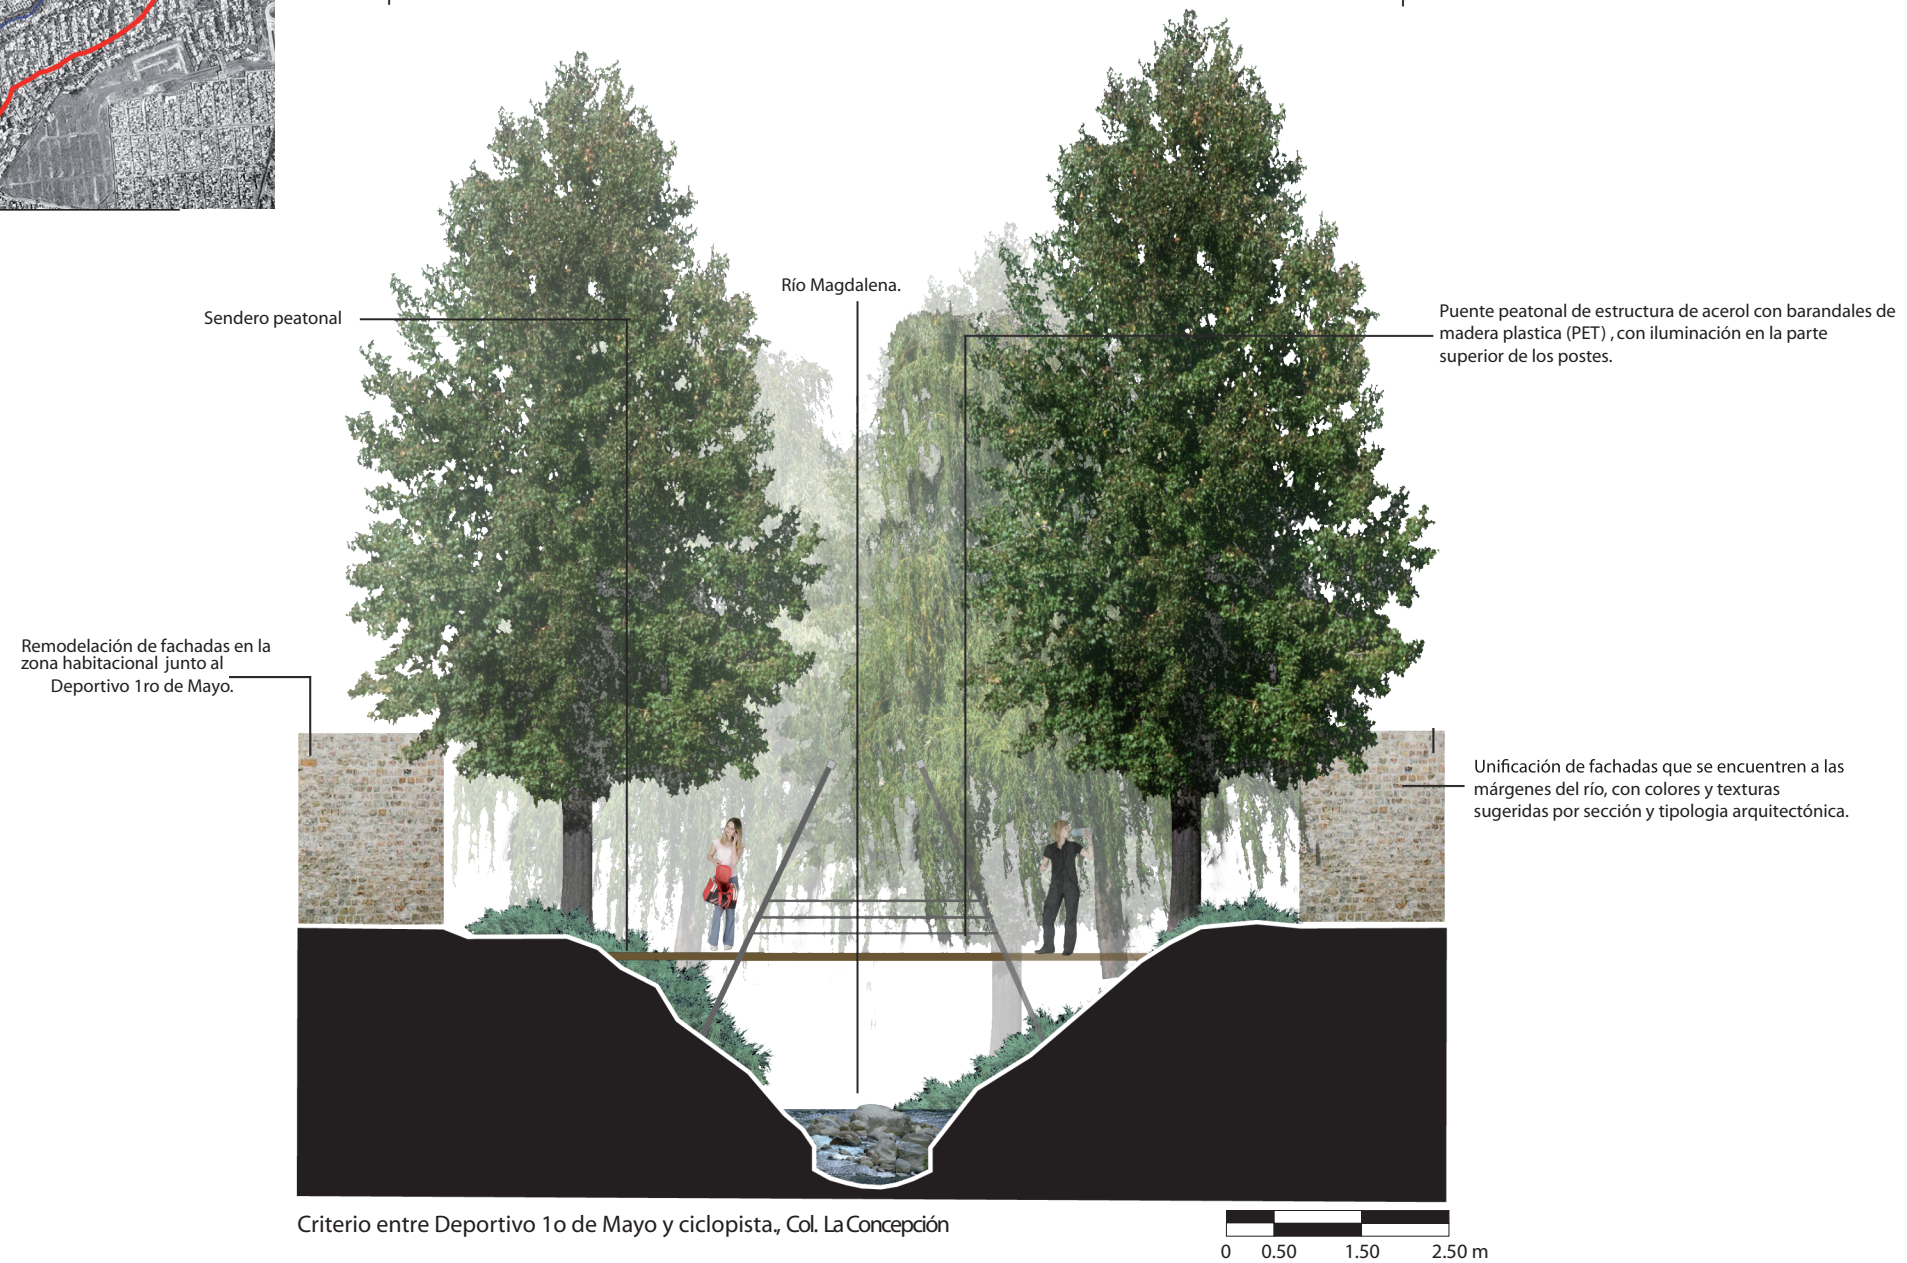 Río Magdalena.
Sendero peatonal
Puente peatonal de estructura de acerol con barandales de
madera plastica (PET) , con iluminación en la parte
superior de los postes.
Remodelación de fachadas en la
zona habitacional junto al
Deportivo 1ro de Mayo.
Unificación de fachadas que se encuentren a las
márgenes del río, con colores y texturas
sugeridas por sección y tipologia arquitectónica.
Criterio entre Deportivo 1o de Mayo y ciclopista., Col. La Concepción
0 0.50 1.50 2.50 m